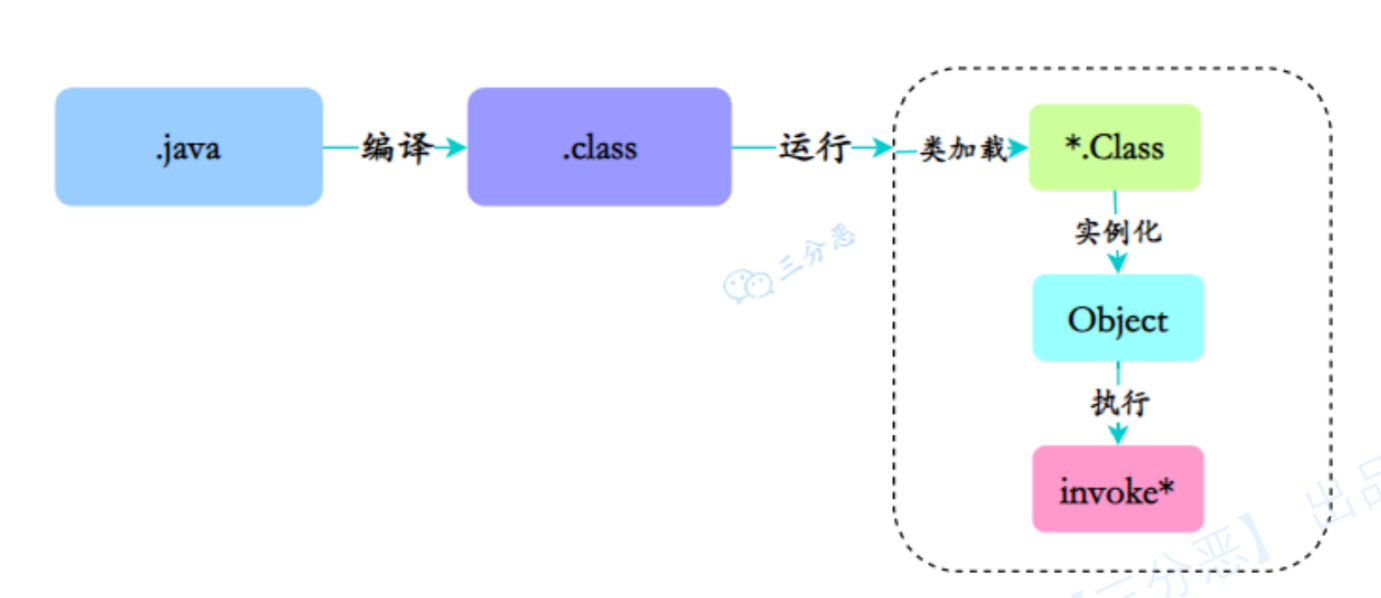 .java
编译
.class
运行
类加载
*.Class
实例化
Object
执行
invoke*
三分恶
【三分恶】 出品